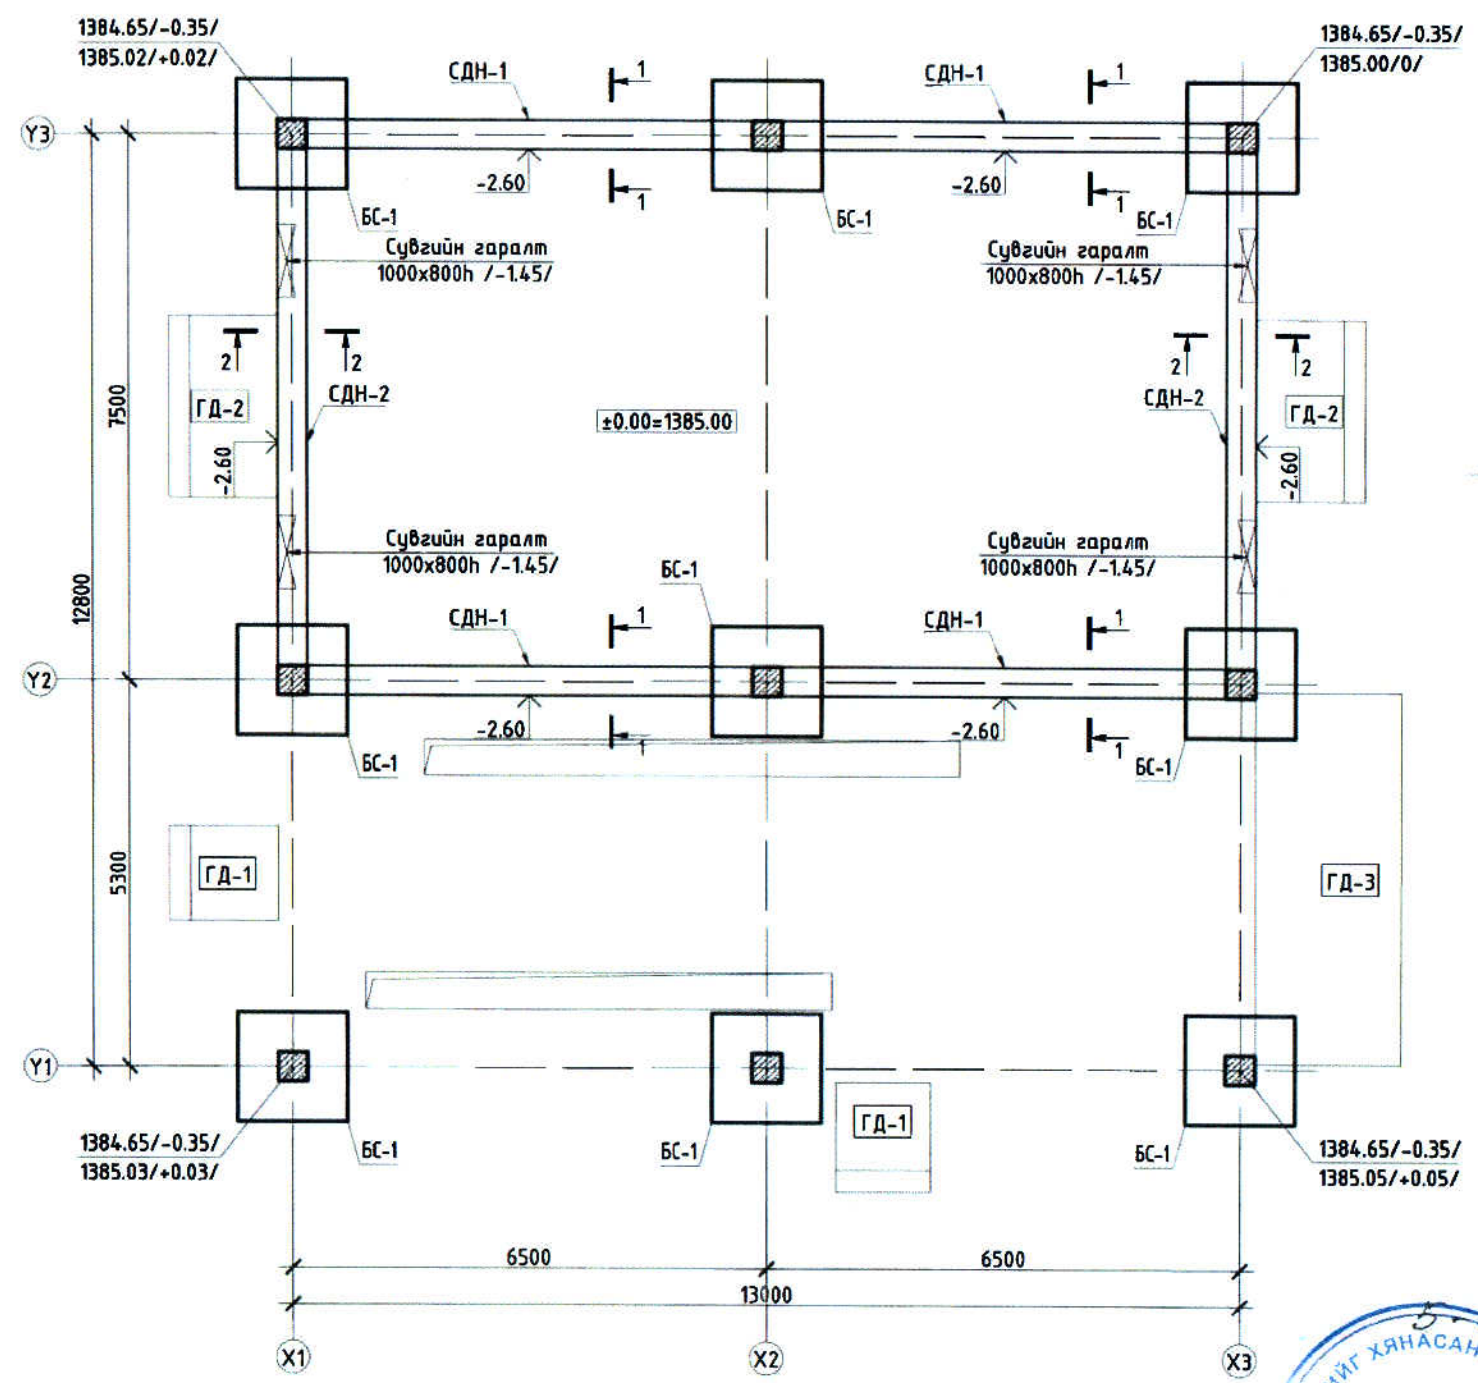 1384.65/-0.35/
1385.02/+0.02/
1384.65/-0.35/
1385.00/0/
СДН-1
1
СДН-1
1
Y3
-2.60
1
-2.60
1
БС-1
БС-1
БС-1
Сувгийн гаралт
1000x800h /-1.45/
Сувгийн гаралт
1000x800h /-1.45/
2
2
2
2
ГД-2
СДН-2
СДН-2
ГД-2
7500
±0.00=1385.00
-2.60
-2.60
Сувгийн гаралт
1000x800h /-1.45/
Сувгийн гаралт
1000x800h /-1.45/
БС-1
12800
СДН-1
1
СДН-1
1
Y2
-2.60
1
-2.60
1
БС-1
БС-1
5300
ГД-1
ГД-3
Y1
ГД-1
1384.65/-0.35/
1385.03/+0.03/
БС-1
БС-1
БС-1
1384.65/-0.35/
1385.05/+0.05/
6500
6500
13000
X1
X2
X3
ХЯНАСАН